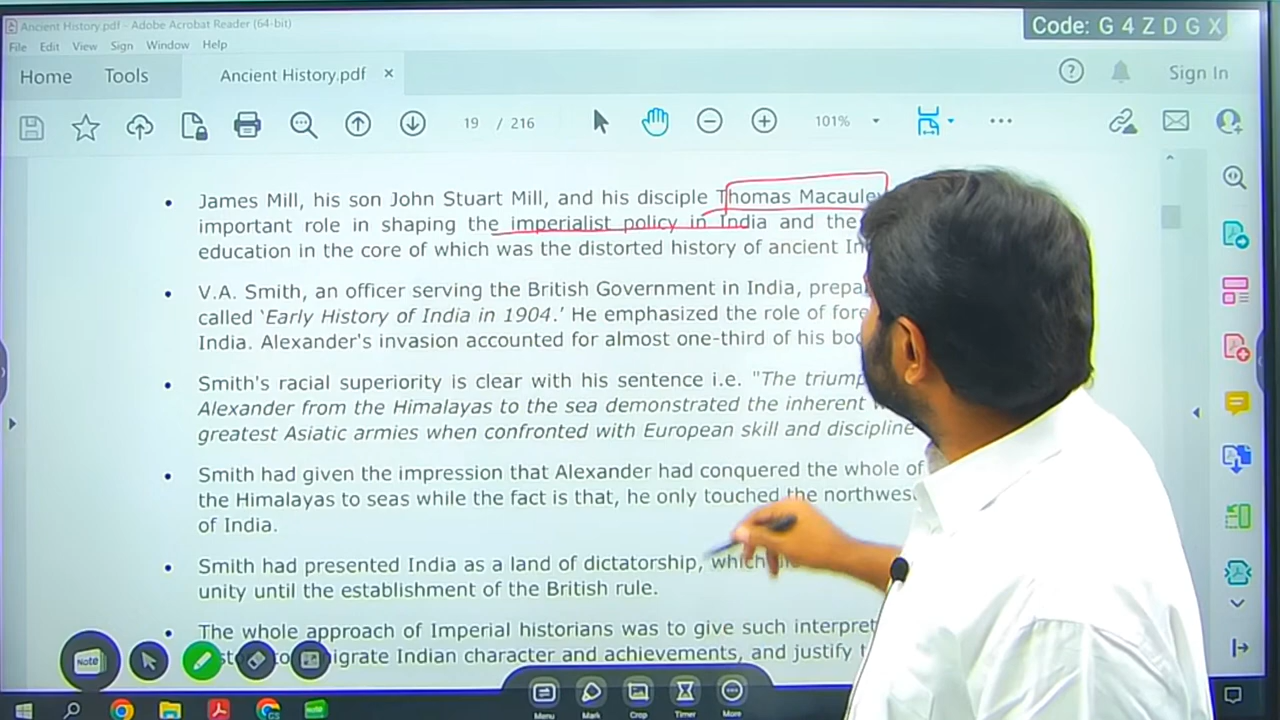 Ancient History.pdf - Adobe Acrobat Reader (64-bit)
Code: G 4 Z D G X
File Edit View Sign Window Help
Home Tools Ancient History.pdf × Sign In
19 / 216 101%
James Mill, his son John Stuart Mill, and his disciple Thomas Macauley
important role in shaping the imperialist policy in India and the
education in the core of which was the distorted history of ancient
V.A. Smith, an officer serving the British Government in India,
called ‘Early History of India in 1904.’ He emphasized the role of
India. Alexander's invasion accounted for almost one-third of his
Smith's racial superiority is clear with his sentence i.e. "The
Alexander from the Himalayas to the sea demonstrated the inherent
greatest Asiatic armies when confronted with European skill and discipline
Smith had given the impression that Alexander had conquered the whole of
the Himalayas to seas while the fact is that, he only touched the
of India.
Smith had presented India as a land of dictatorship, which
unity until the establishment of the British rule.
The whole approach of Imperial historians was to give such
Indian character and achievements, and justify
Note
Menu Mark Crop Timer More